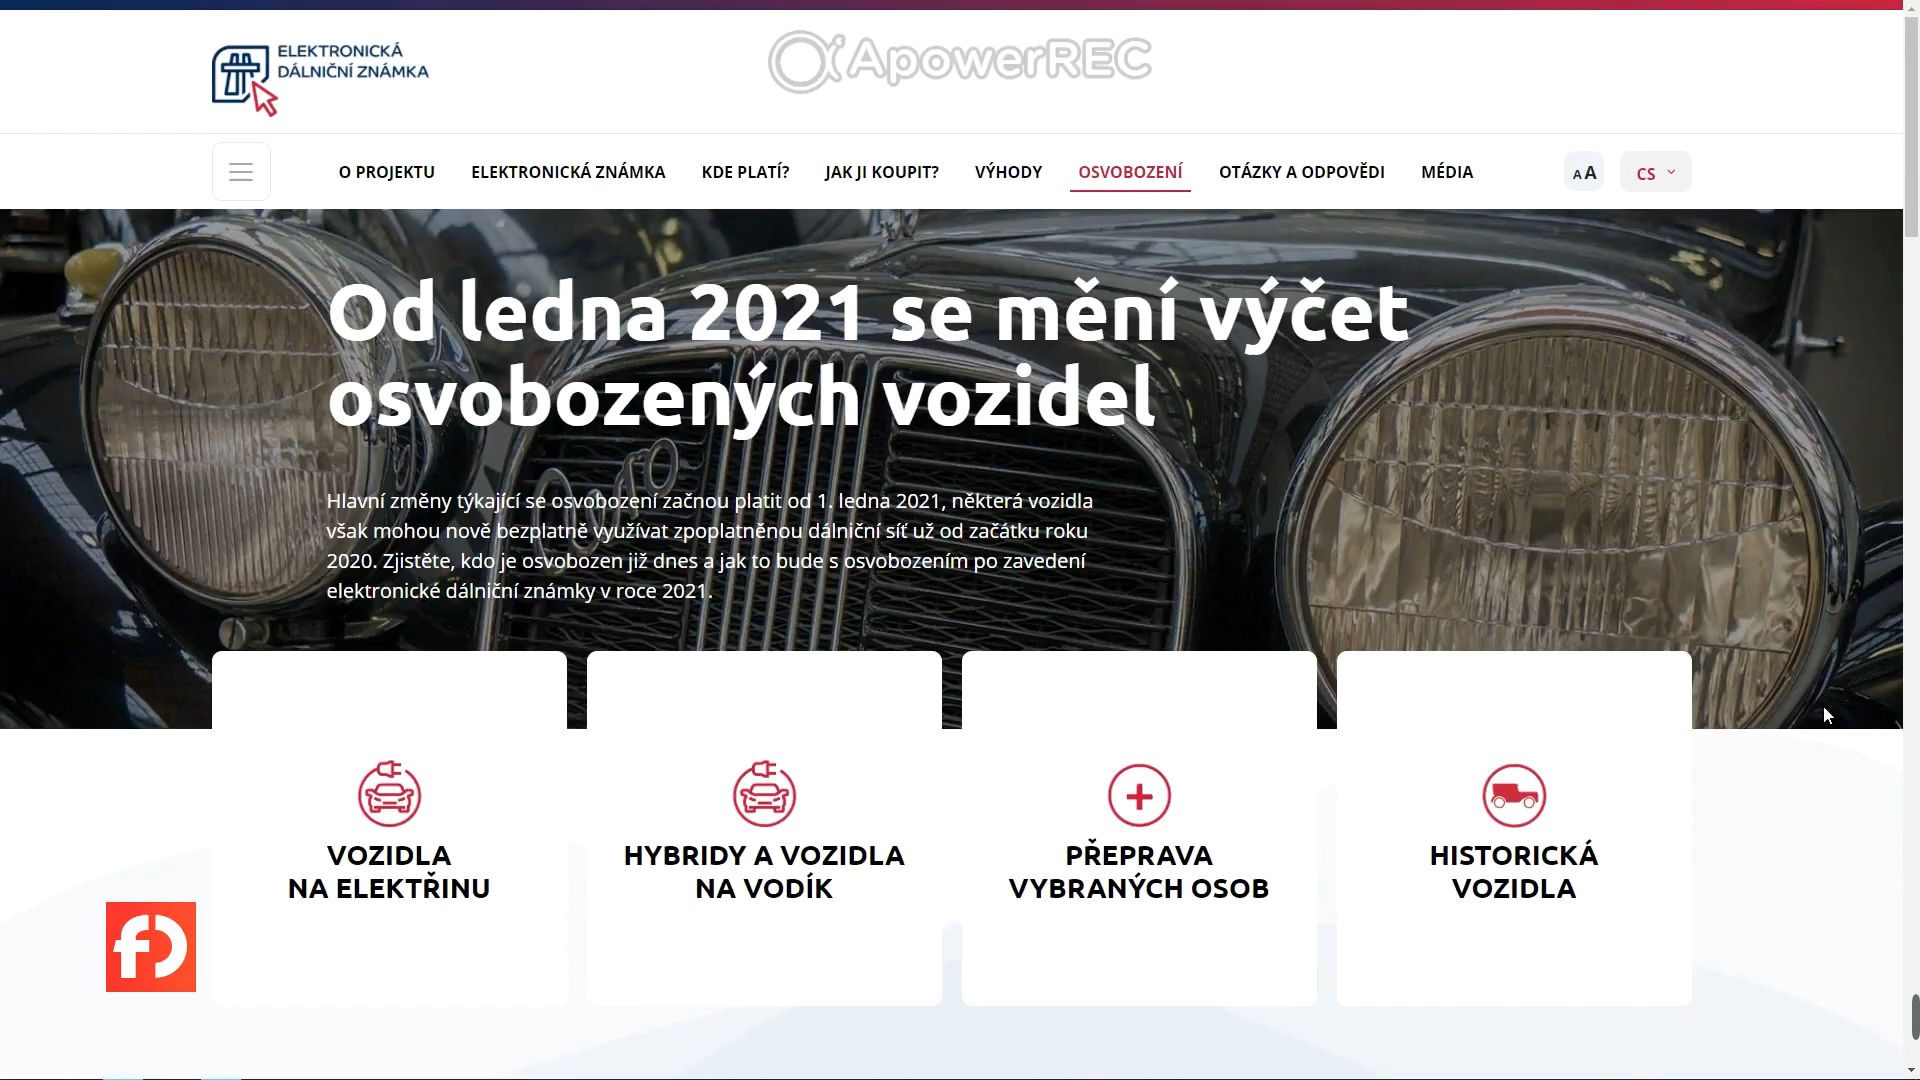 ELEKTRONICKÁ
DÁLNIČNÍ ZNÁMKA
ApowerREC
O PROJEKTU
ELEKTRONICKÁ ZNÁMKA
KDE PLATÍ?
JAK JI KOUPIT?
VÝHODY
OSVOBOZENÍ
OTÁZKY A ODPOVĚDI
MÉDIA
A A
CS
Od ledna 2021 se mění výčet
osvobozených vozidel
Hlavní změny týkající se osvobození začnou platit od 1. ledna 2021, některá vozidla
však mohou nově bezplatně využívat zpoplatněnou dálniční síť už od začátku roku
2020. Zjistěte, kdo je osvobozen již dnes a jak to bude s osvobozením po zavedení
elektronické dálniční známky v roce 2021.
VOZIDLA
NA ELEKTŘINU
HYBRIDY A VOZIDLA
NA VODÍK
PŘEPRAVA
VYBRANÝCH OSOB
HISTORICKÁ
VOZIDLA